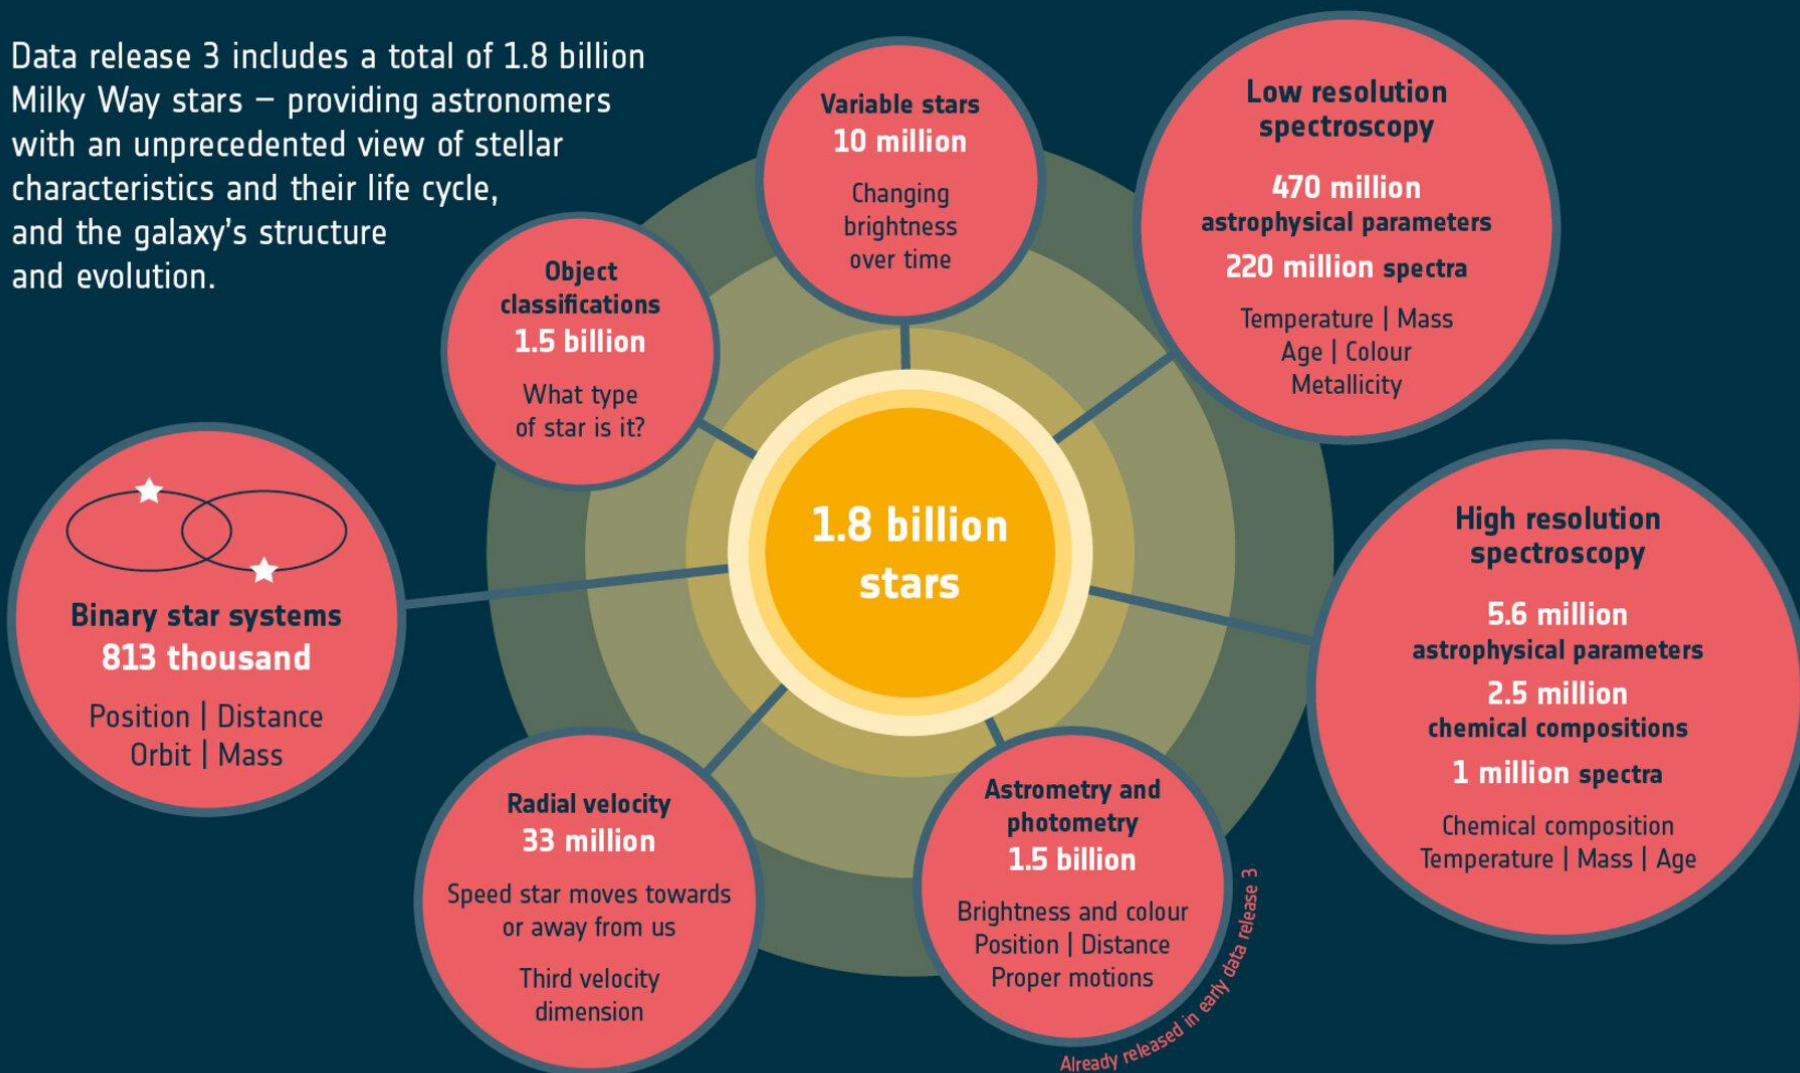 Data release 3 includes a total of 1.8 billion
Milky Way stars – providing astronomers
with an unprecedented view of stellar
characteristics and their life cycle,
and the galaxy's structure
and evolution.
Variable stars
10 million
Changing
brightness
over time
Low resolution
spectroscopy
470 million
astrophysical parameters
220 million spectra
Temperature | Mass
Age | Colour
Metallicity
Object
classifications
1.5 billion
What type
of star is it?
1.8 billion
stars
Binary star systems
813 thousand
Position | Distance
Orbit | Mass
High resolution
spectroscopy
5.6 million
astrophysical parameters
2.5 million
chemical compositions
1 million spectra
Chemical composition
Temperature | Mass | Age
Radial velocity
33 million
Speed star moves towards
or away from us
Third velocity
dimension
Astrometry and
photometry
1.5 billion
Brightness and colour
Position | Distance
Proper motions
Already released in early data release 3